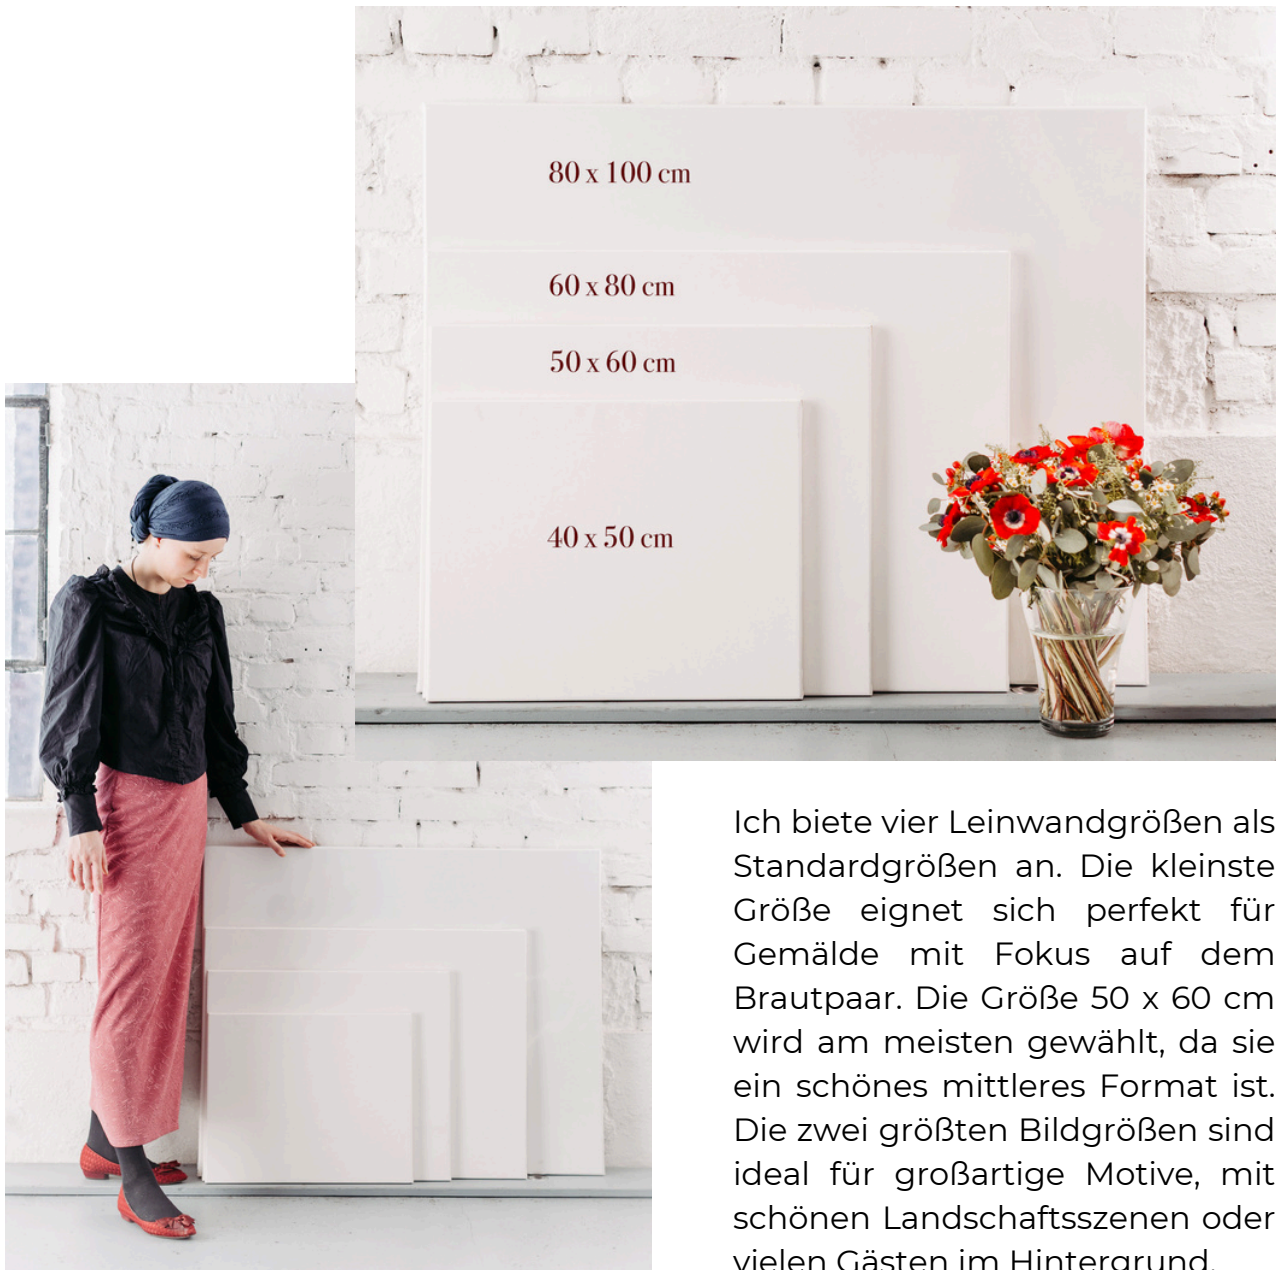 80 x 100 cm
60 x 80 cm
50 x 60 cm
40 x 50 cm
Ich biete vier Leinwandgrößen als
Standardgrößen an. Die kleinste
Größe eignet sich perfekt für
Gemälde mit Fokus auf dem
Brautpaar. Die Größe 50 x 60 cm
wird am meisten gewählt, da sie
ein schönes mittleres Format ist.
Die zwei größten Bildgrößen sind
ideal für großartige Motive, mit
schönen Landschaftsszenen oder
vielen Gästen im Hintergrund.